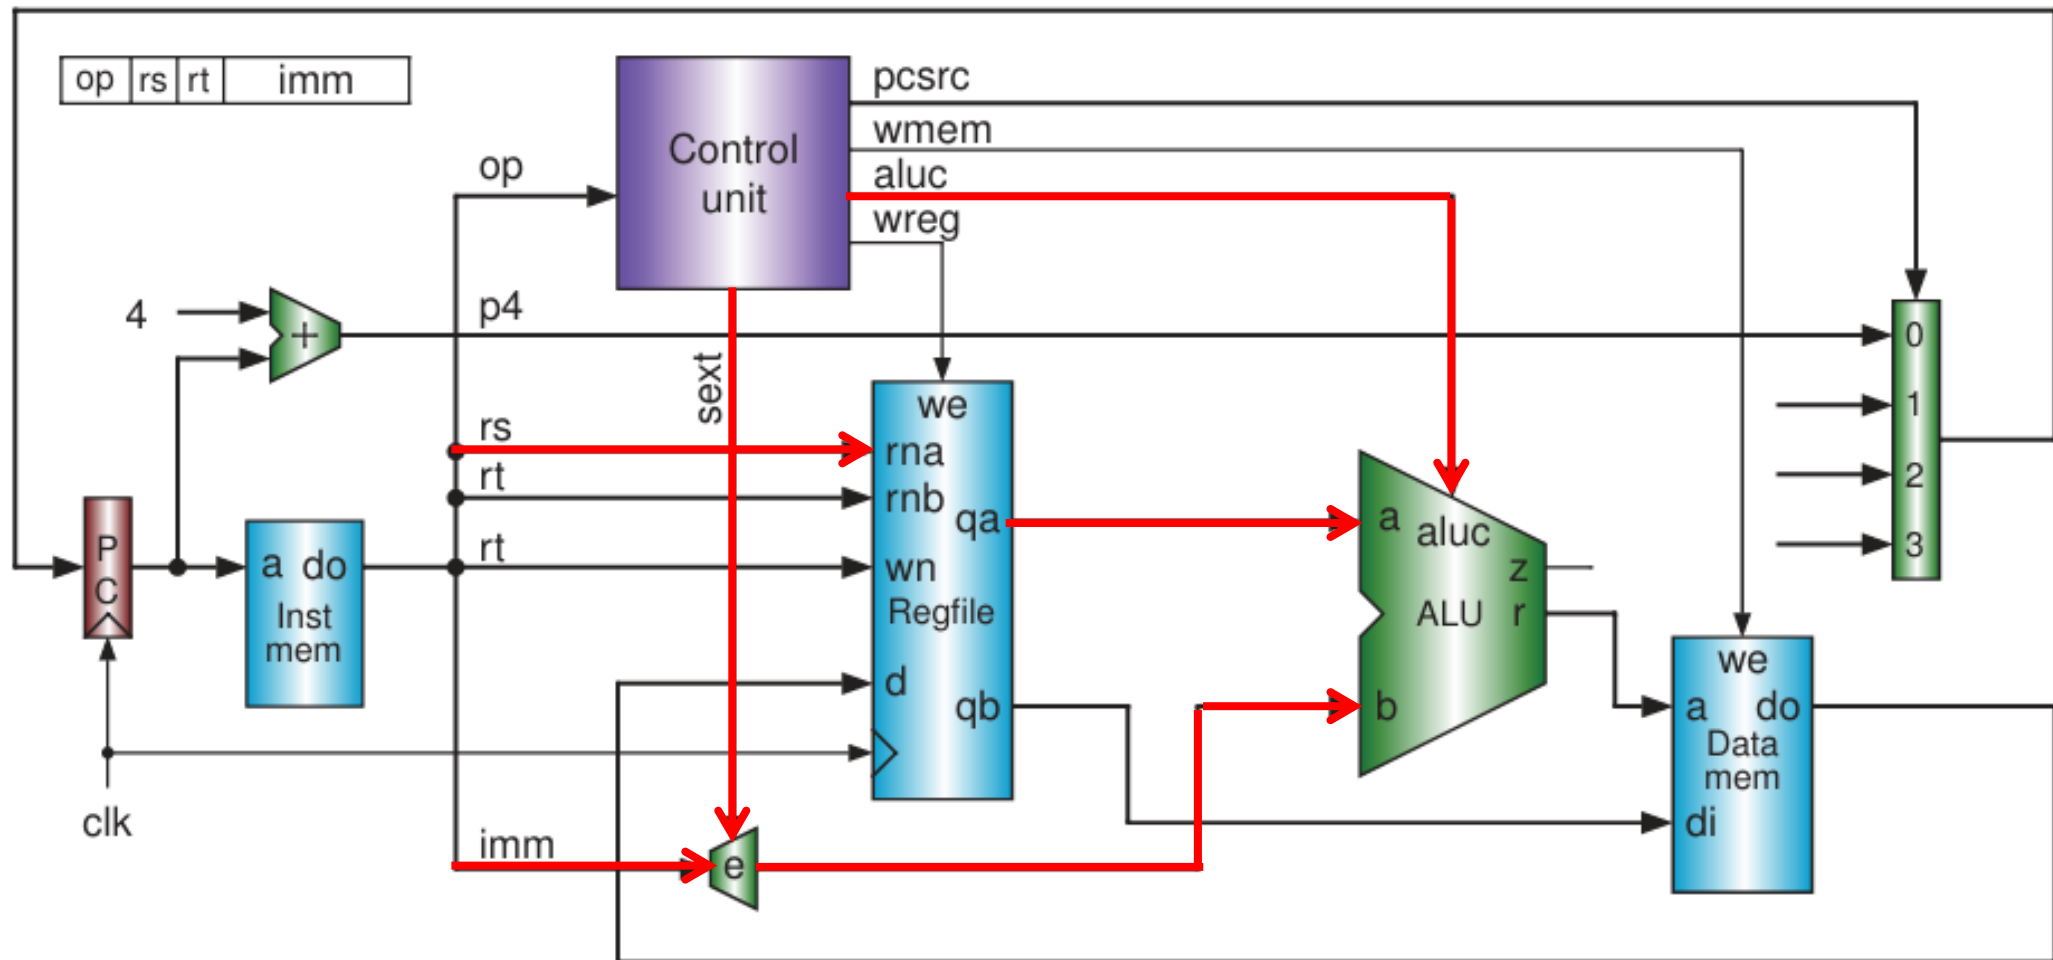 op rs rt imm
pcsrc
wmem
aluc
wreg
Control
unit
op
4
+
p4
sext
0
1
2
3
rs
rt
rt
we
rna
rnb
qa
wn
Regfile
d
qb
P
C
a do
Inst
mem
clk
imm
e
a
aluc
z
ALU r
b
we
a do
Data
mem
di